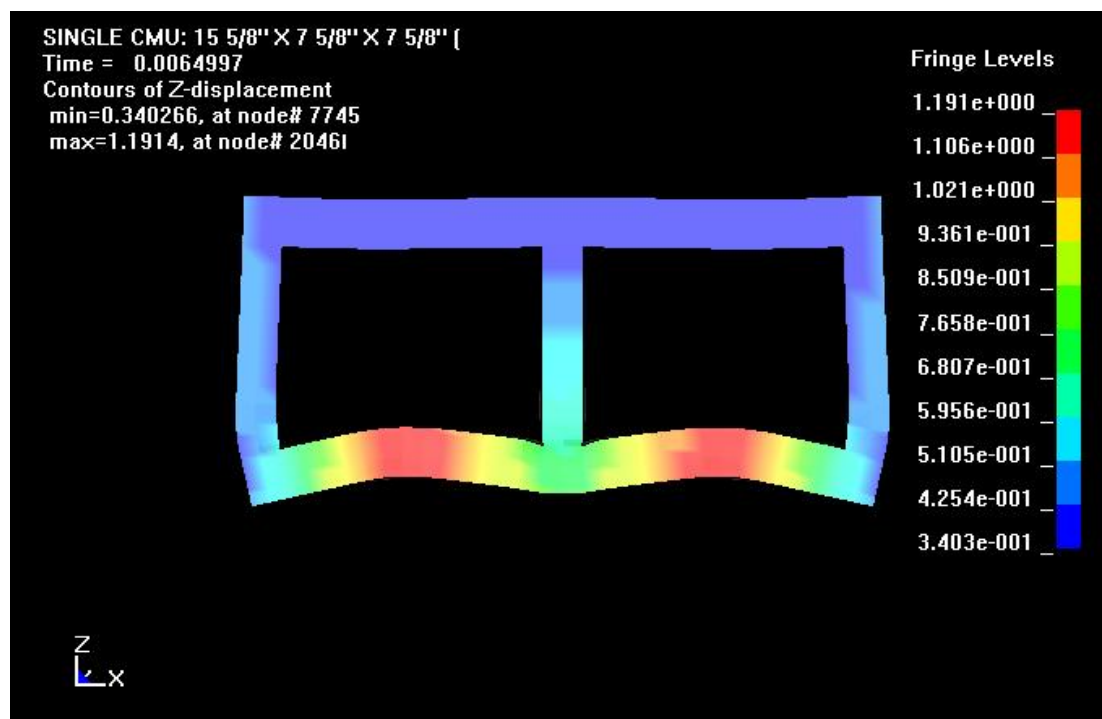 SINGLE CMU: 15 5/8" X 7 5/8" X 7 5/8" (
Time = 0.0064997
Contours of Z-displacement
min=0.340266, at node# 7745
max=1.1914, at node# 2046
Fringe Levels
1.191e+000
1.106e+000
1.021e+000
9.361e-001
8.509e-001
7.658e-001
6.807e-001
5.956e-001
5.105e-001
4.254e-001
3.403e-001
Z
X